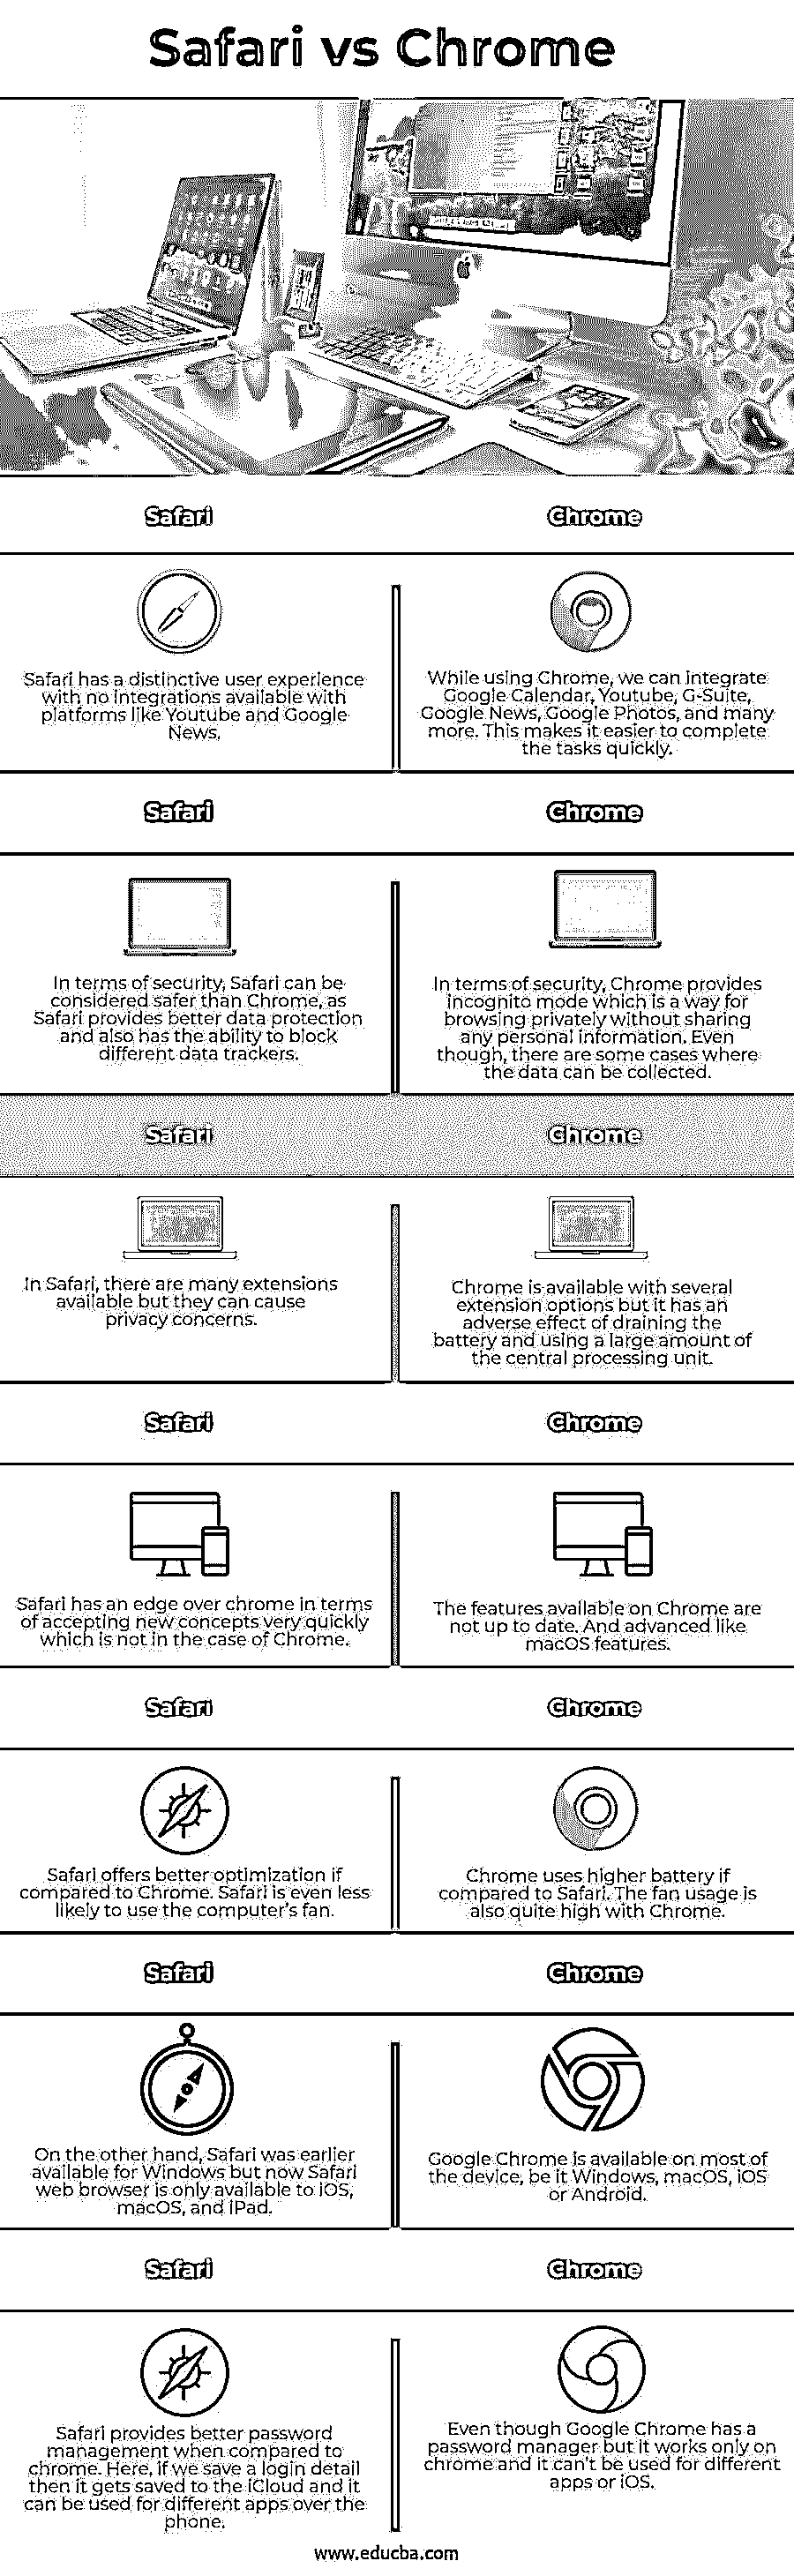 Safari vs Chrome
Safari
Chrome
Safari has a distinctive user experience
with no integrations available with
platforms like Youtube and Google
News.
While using Chrome, we can integrate
Google Calendar, Youtube, G-Suite,
Google News, Google Photos, and many
more. This makes it easier to complete
the tasks quickly.
Safari
Chrome
In terms of security, Safari can be
considered safer than Chrome, as
Safari provides better data protection
and also has the ability to block
different data trackers.
In terms of security, Chrome provides
incognito mode which is a way for
browsing privately without sharing
any personal information. Even
though, there are some cases where
the data can be collected.
Safari
Chrome
In Safari, there are many extensions
available but they can cause
privacy concerns.
Chrome is available with several
extension options but it has an
adverse effect of draining the
battery and using a large amount of
the central processing unit.
Safari
Chrome
Safari has an edge over chrome in terms
of accepting new concepts very quickly
which is not in the case of Chrome.
The features available on Chrome are
not up to date. And advanced like
macOS features.
Safari
Chrome
Safari offers better optimization if
compared to Chrome. Safari is even less
likely to use the computer's fan.
Chrome uses higher battery if
compared to Safari. The fan usage is
also quite high with Chrome.
Safari
Chrome
On the other hand, Safari was earlier
available for Windows but now Safari
web browser is only available to iOS,
macOS, and iPad.
Google Chrome is available on most of
the device, be it Windows, macOS, iOS
or Android.
Safari
Chrome
Safari provides better password
management when compared to
chrome. Here, if we save a login detail
then it gets saved to the iCloud and it
can be used for different apps over the
phone.
Even though Google Chrome has a
password manager but it works only on
chrome and it can't be used for different
apps or iOS.
www.educba.com